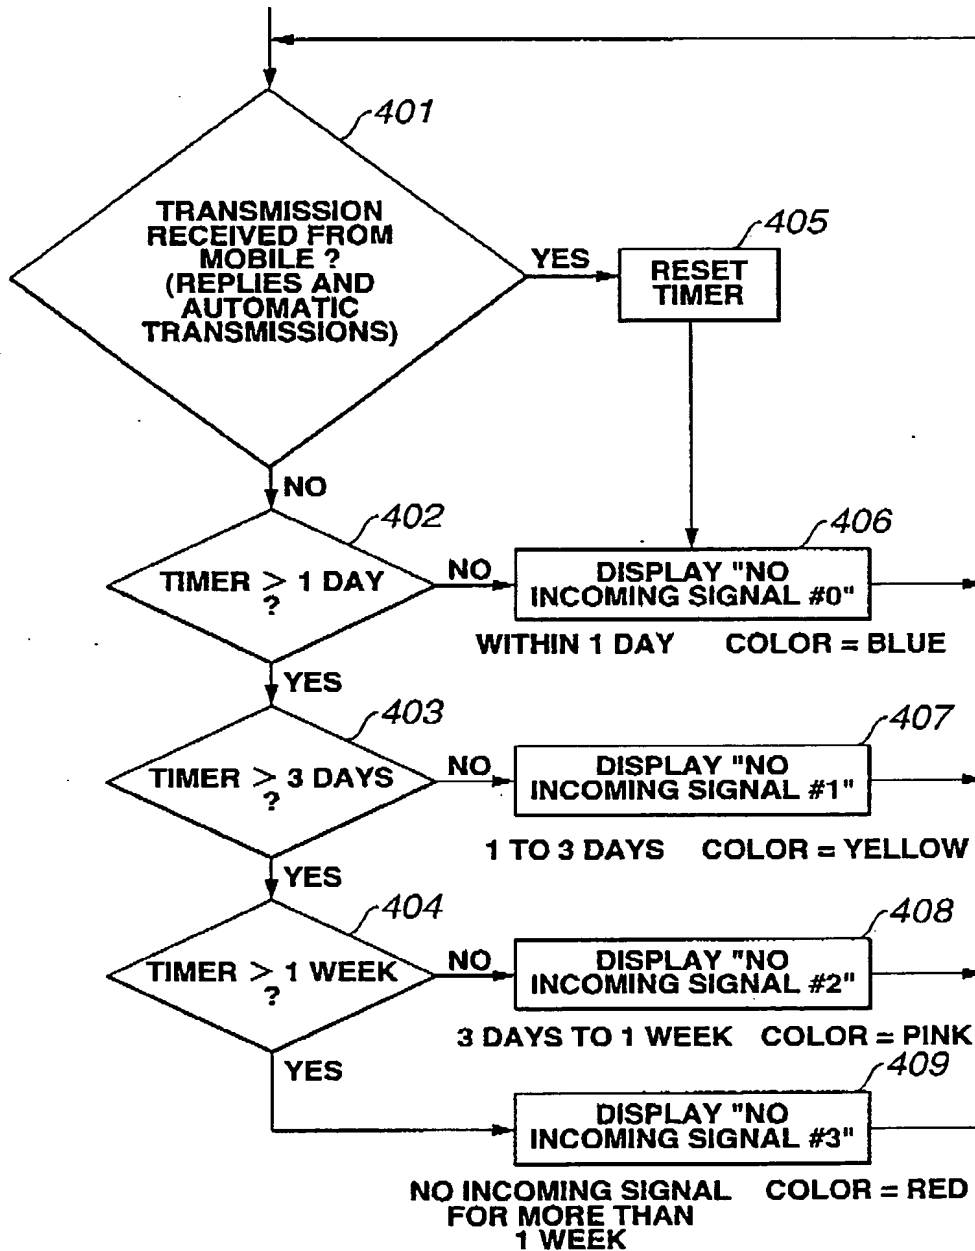 401
TRANSMISSION
RECEIVED FROM
MOBILE ?
(REPLIES AND
AUTOMATIC
TRANSMISSIONS)
YES
405
RESET
TIMER
NO
402
TIMER > 1 DAY
?
NO
406
DISPLAY "NO
INCOMING SIGNAL #0"
WITHIN 1 DAY COLOR = BLUE
YES
403
TIMER > 3 DAYS
?
NO
407
DISPLAY "NO
INCOMING SIGNAL #1"
1 TO 3 DAYS COLOR = YELLOW
YES
404
TIMER > 1 WEEK
?
NO
408
DISPLAY "NO
INCOMING SIGNAL #2"
3 DAYS TO 1 WEEK COLOR = PINK
YES
409
DISPLAY "NO
INCOMING SIGNAL #3"
NO INCOMING SIGNAL COLOR = RED
FOR MORE THAN
1 WEEK